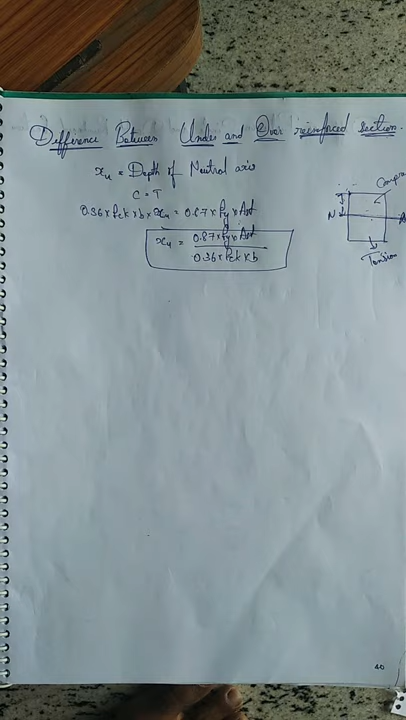 Difference Between Under and Over reinforced section.
xu = Depth of Neutral axis
C = T
0.36 x fck x b x xu = 0.87 x fy x Ast
xu = 0.87 x fy x Ast
0.36 x fck x b
N
A
Tension
40